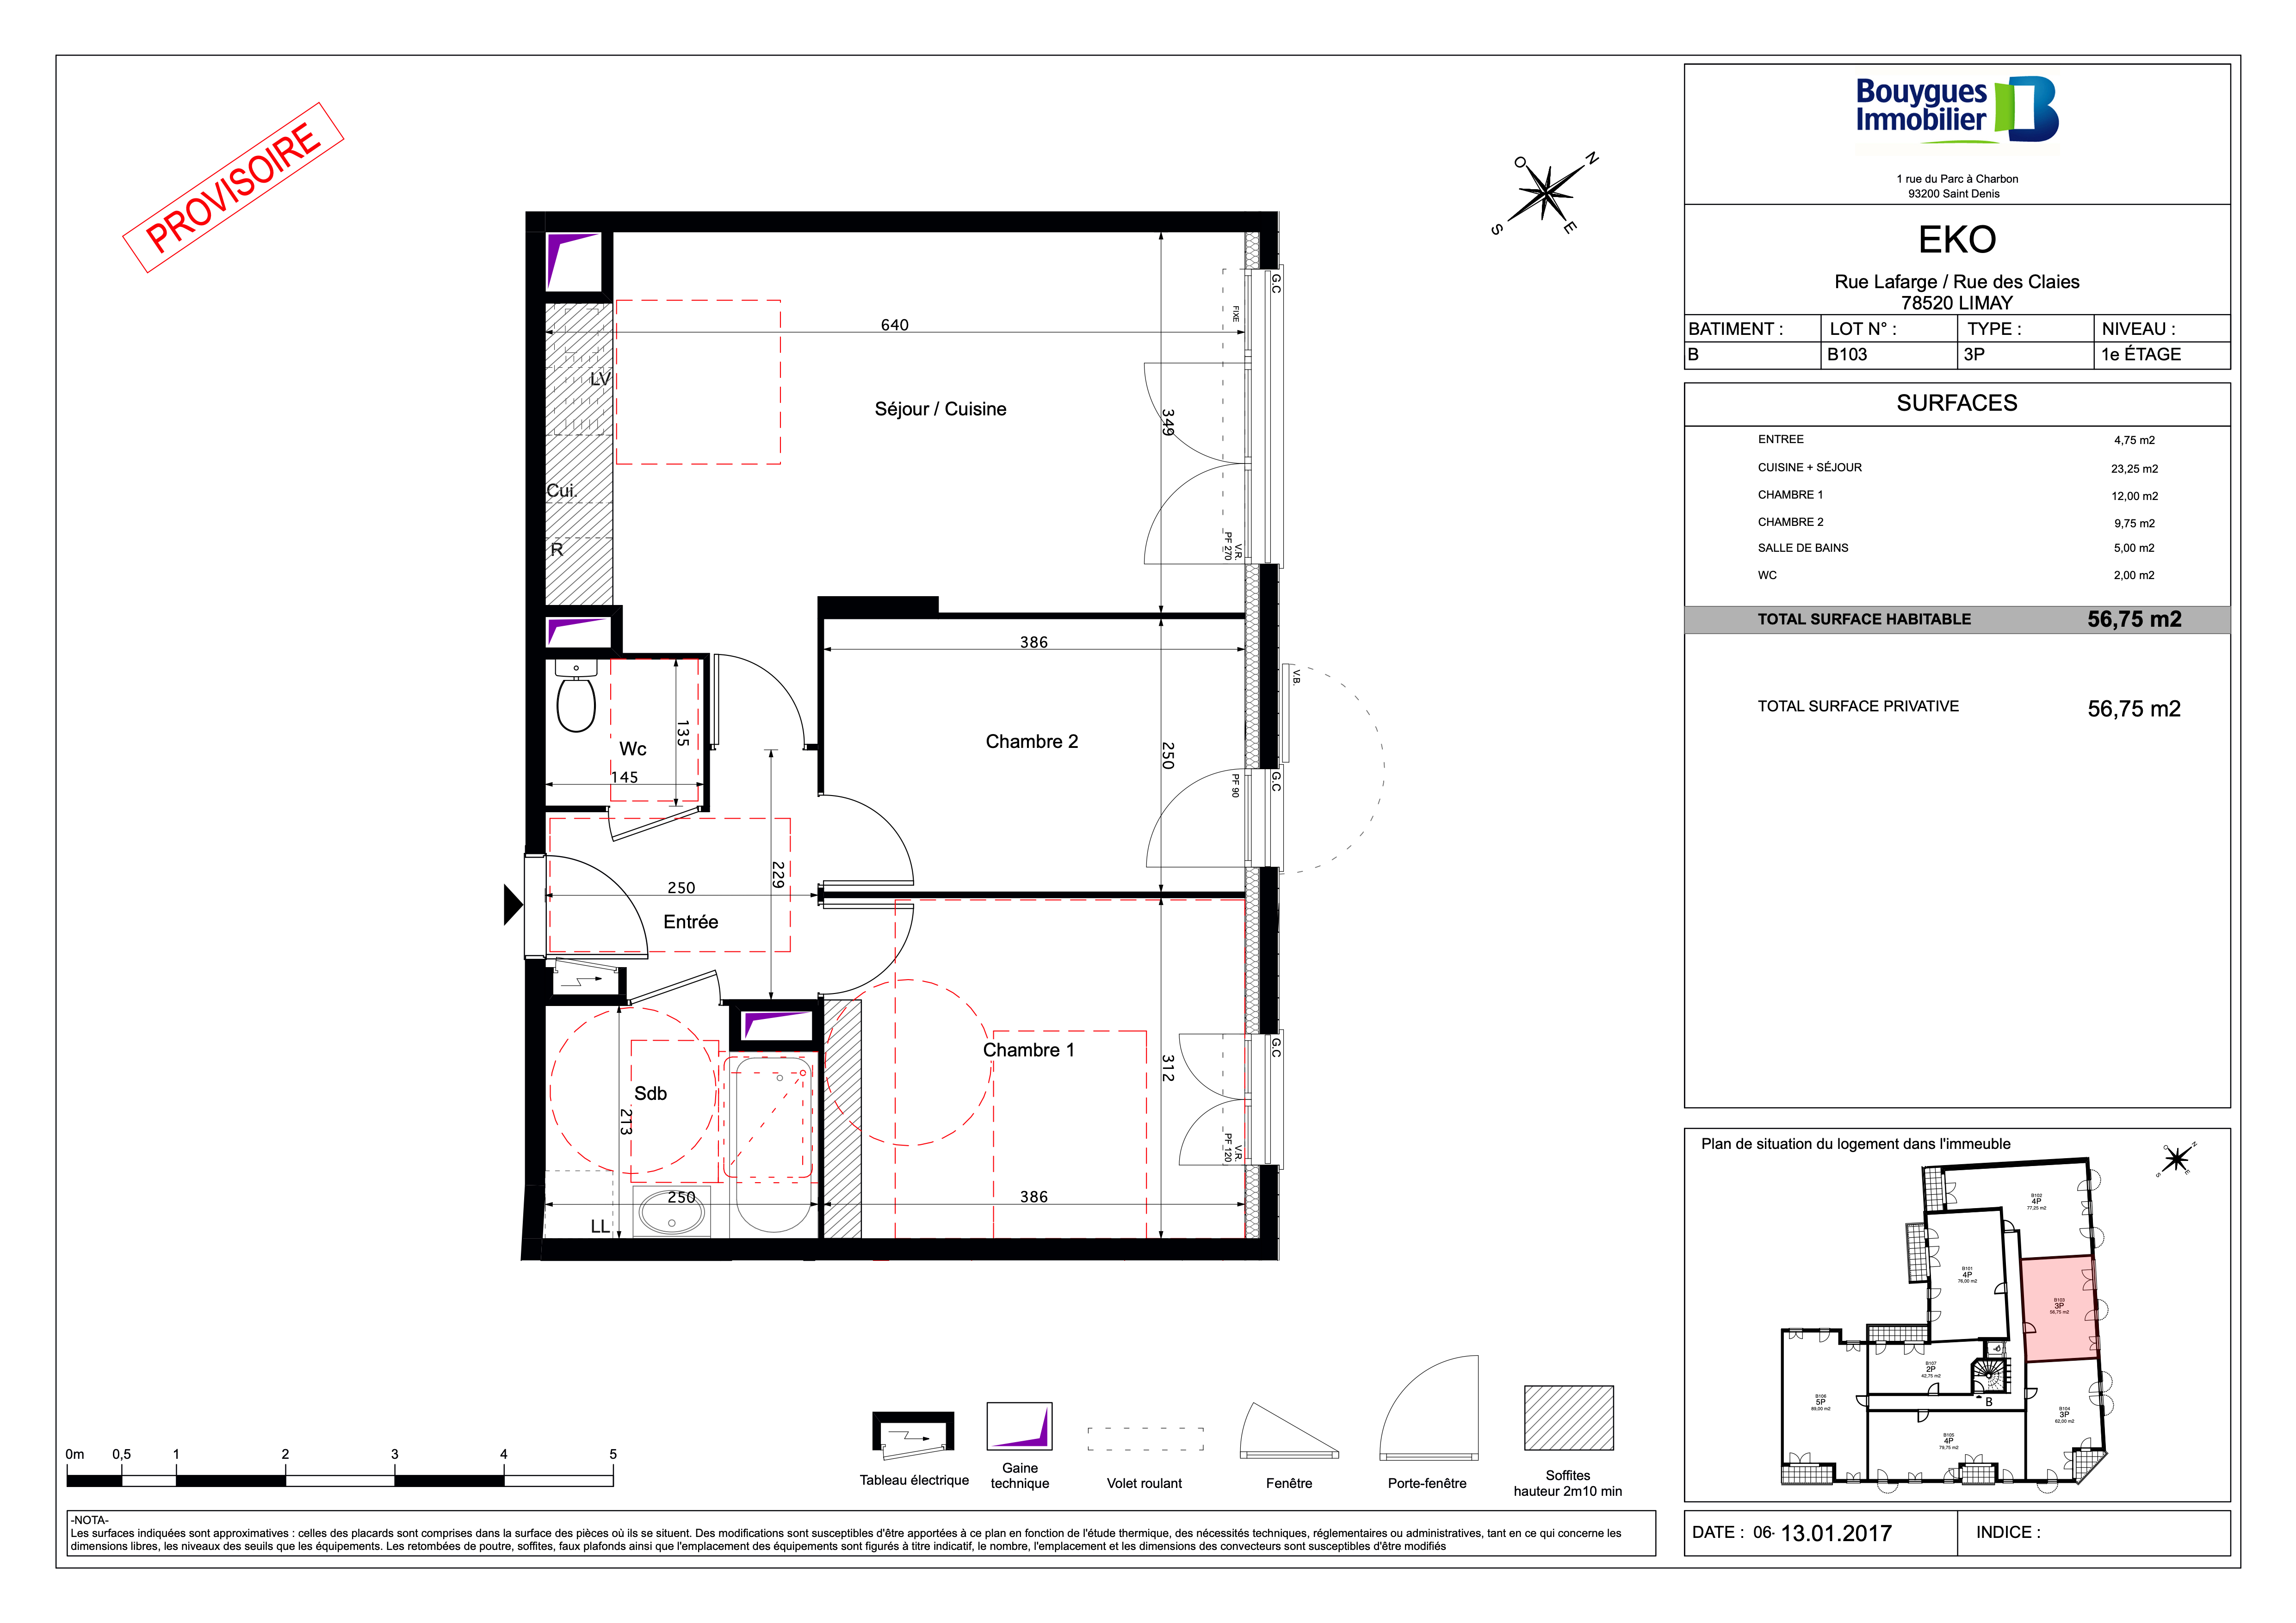 PROVISOIRE
O
N
S
E
G.C
FIXE
640
LV
Séjour / Cuisine
349
Cui.
R
V.R.
PF 270
386
V.B.
135
Wc
145
Chambre 2
250
PF 90
G.C
250
229
Entrée
Chambre 1
312
G.C
Sdb
213
V.R.
PF 120
250
386
LL
0m 0,5 1 2 3 4 5
Tableau électrique
Gaine
technique
Volet roulant
Fenêtre
Porte-fenêtre
Soffites
hauteur 2m10 min
-NOTA-
Les surfaces indiquées sont approximatives : celles des placards sont comprises dans la surface des pièces où ils se situent. Des modifications sont susceptibles d'être apportées à ce plan en fonction de l'étude thermique, des nécessités techniques, réglementaires ou administratives, tant en ce qui concerne les
dimensions libres, les niveaux des seuils que les équipements. Les retombées de poutre, soffites, faux plafonds ainsi que l'emplacement des équipements sont figurés à titre indicatif, le nombre, l'emplacement et les dimensions des convecteurs sont susceptibles d'être modifiés
Bouygues
Immobilier
1 rue du Parc à Charbon
93200 Saint Denis
EKO
Rue Lafarge / Rue des Claies
78520 LIMAY
BATIMENT : LOT N° : TYPE : NIVEAU :
B B103 3P 1e ÉTAGE
SURFACES
ENTREE 4,75 m2
CUISINE + SÉJOUR 23,25 m2
CHAMBRE 1 12,00 m2
CHAMBRE 2 9,75 m2
SALLE DE BAINS 5,00 m2
WC 2,00 m2
TOTAL SURFACE HABITABLE 56,75 m2
TOTAL SURFACE PRIVATIVE 56,75 m2
Plan de situation du logement dans l'immeuble
O
N
S
E
B102
4P
77,25 m2
B101
4P
76,00 m2
B103
3P
56,75 m2
B107
2P
42,75 m2
B106
5P
89,00 m2
B
B104
3P
62,00 m2
B105
4P
79,75 m2
DATE : 06- 13.01.2017 INDICE :